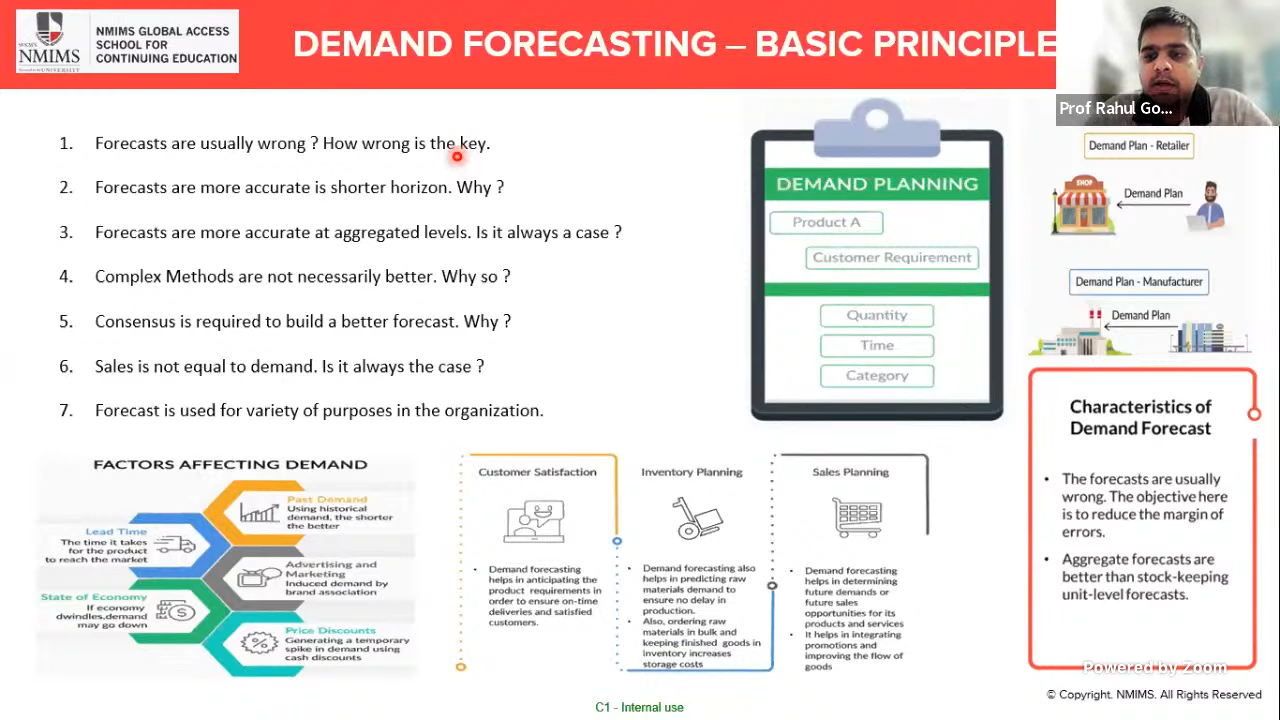 NMIMS GLOBAL ACCESS
SCHOOL FOR
CONTINUING EDUCATION
SVKM'S
NMIMS
DEMAND FORECASTING – BASIC PRINCIPLE
Prof Rahul Go...
1. Forecasts are usually wrong ? How wrong is the key.
2. Forecasts are more accurate is shorter horizon. Why ?
3. Forecasts are more accurate at aggregated levels. Is it always a case ?
4. Complex Methods are not necessarily better. Why so ?
5. Consensus is required to build a better forecast. Why ?
6. Sales is not equal to demand. Is it always the case ?
7. Forecast is used for variety of purposes in the organization.
DEMAND PLANNING
Product A
Customer Requirement
Quantity
Time
Category
Demand Plan - Retailer
SHOP
Demand Plan
Demand Plan - Manufacturer
Demand Plan
Characteristics of
Demand Forecast
• The forecasts are usually
wrong. The objective here
is to reduce the margin of
errors.
• Aggregate forecasts are
better than stock-keeping
unit-level forecasts.
FACTORS AFFECTING DEMAND
Past Demand
Using historical
demand, the shorter
the better
Lead Time
The time it takes
for the product
to reach the market
Advertising and
Marketing
Induced demand by
brand association
State of Economy
If economy
dwindles,demand
may go down
Price Discounts
Generating a temporary
spike in demand using
cash discounts
Customer Satisfaction
• Demand forecasting
helps in anticipating the
product requirements in
order to ensure on-time
deliveries and satisfied
customers.
Inventory Planning
• Demand forecasting also
helps in predicting raw
materials demand to
ensure no delay in
production.
• Also, ordering raw
materials in bulk and
keeping finished goods in
inventory increases
storage costs
Sales Planning
• Demand forecasting
helps in determining
future demands or
future sales
opportunities for its
products and services
• It helps in integrating
promotions and
improving the flow of
goods
Powered by Zoom
© Copyright. NMIMS. All Rights Reserved
C1 - Internal use